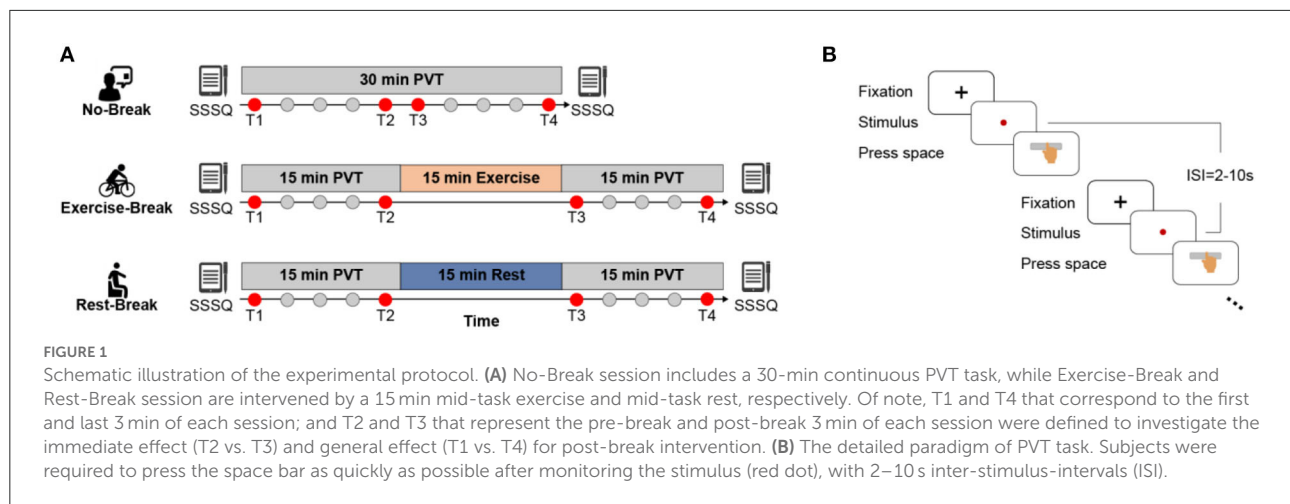 A
30 min PVT
No-Break
SSSQ
T1
T2
T3
T4
SSSQ
15 min PVT
15 min Exercise
15 min PVT
Exercise-Break
SSSQ
T1
T2
T3
T4
SSSQ
15 min PVT
15 min Rest
15 min PVT
Rest-Break
SSSQ
T1
T2
Time
T3
T4
SSSQ
B
Fixation
Stimulus
Press space
ISI=2-10s
Fixation
Stimulus
Press space
FIGURE 1
Schematic illustration of the experimental protocol. (A) No-Break session includes a 30-min continuous PVT task, while Exercise-Break and
Rest-Break session are intervened by a 15 min mid-task exercise and mid-task rest, respectively. Of note, T1 and T4 that correspond to the first
and last 3 min of each session; and T2 and T3 that represent the pre-break and post-break 3 min of each session were defined to investigate the
immediate effect (T2 vs. T3) and general effect (T1 vs. T4) for post-break intervention. (B) The detailed paradigm of PVT task. Subjects were
required to press the space bar as quickly as possible after monitoring the stimulus (red dot), with 2–10 s inter-stimulus-intervals (ISI).